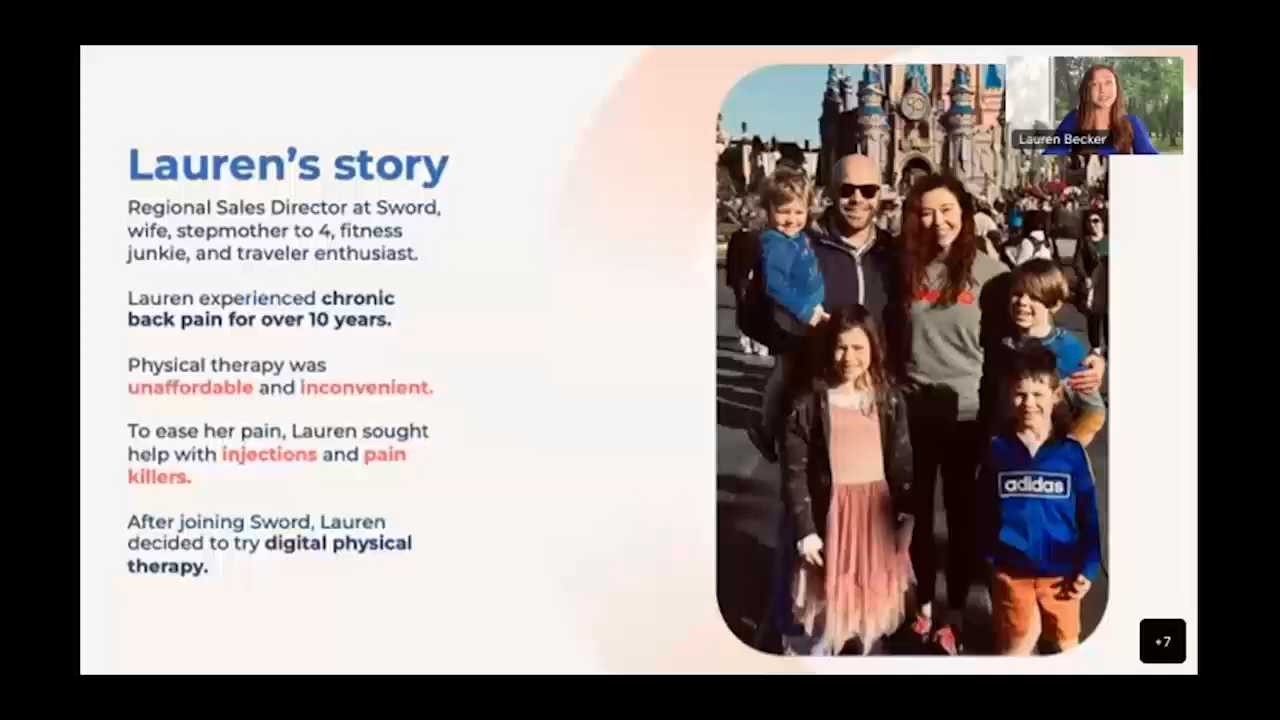 Lauren’s story
Regional Sales Director at Sword,
wife, stepmother to 4, fitness
junkie, and traveler enthusiast.
Lauren experienced chronic
back pain for over 10 years.
Physical therapy was
unaffordable and inconvenient.
To ease her pain, Lauren sought
help with injections and pain
killers.
After joining Sword, Lauren
decided to try digital physical
therapy.
Lauren Becker
50
adidas
+7